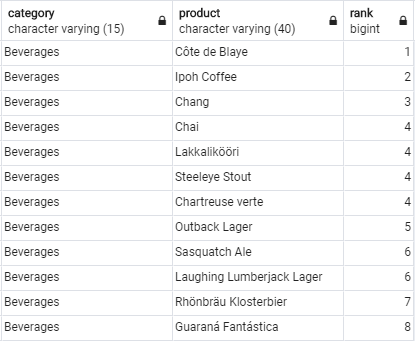 category product rank
character varying (15) character varying (40) bigint
Beverages Côte de Blaye 1
Beverages Ipoh Coffee 2
Beverages Chang 3
Beverages Chai 4
Beverages Lakkalikööri 4
Beverages Steeleye Stout 4
Beverages Chartreuse verte 4
Beverages Outback Lager 5
Beverages Sasquatch Ale 6
Beverages Laughing Lumberjack Lager 6
Beverages Rhönbräu Klosterbier 7
Beverages Guaraná Fantástica 8